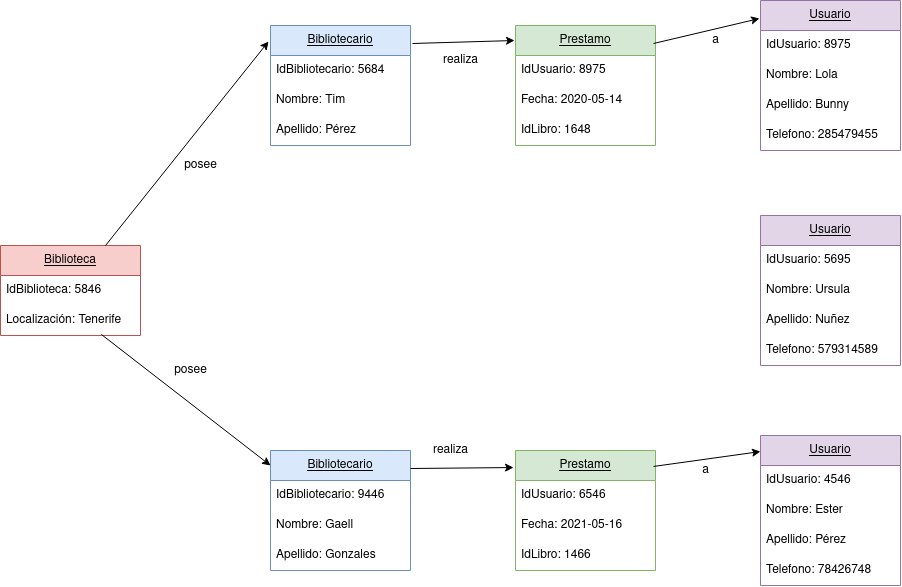 Bibliotecario
IdBibliotecario: 5684
Nombre: Tim
Apellido: Pérez
realiza
Prestamo
IdUsuario: 8975
Fecha: 2020-05-14
IdLibro: 1648
a
Usuario
IdUsuario: 8975
Nombre: Lola
Apellido: Bunny
Telefono: 285479455
posee
Biblioteca
IdBiblioteca: 5846
Localización: Tenerife
Usuario
IdUsuario: 5695
Nombre: Ursula
Apellido: Nuñez
Telefono: 579314589
posee
Bibliotecario
IdBibliotecario: 9446
Nombre: Gaell
Apellido: Gonzales
realiza
Prestamo
IdUsuario: 6546
Fecha: 2021-05-16
IdLibro: 1466
a
Usuario
IdUsuario: 4546
Nombre: Ester
Apellido: Pérez
Telefono: 78426748